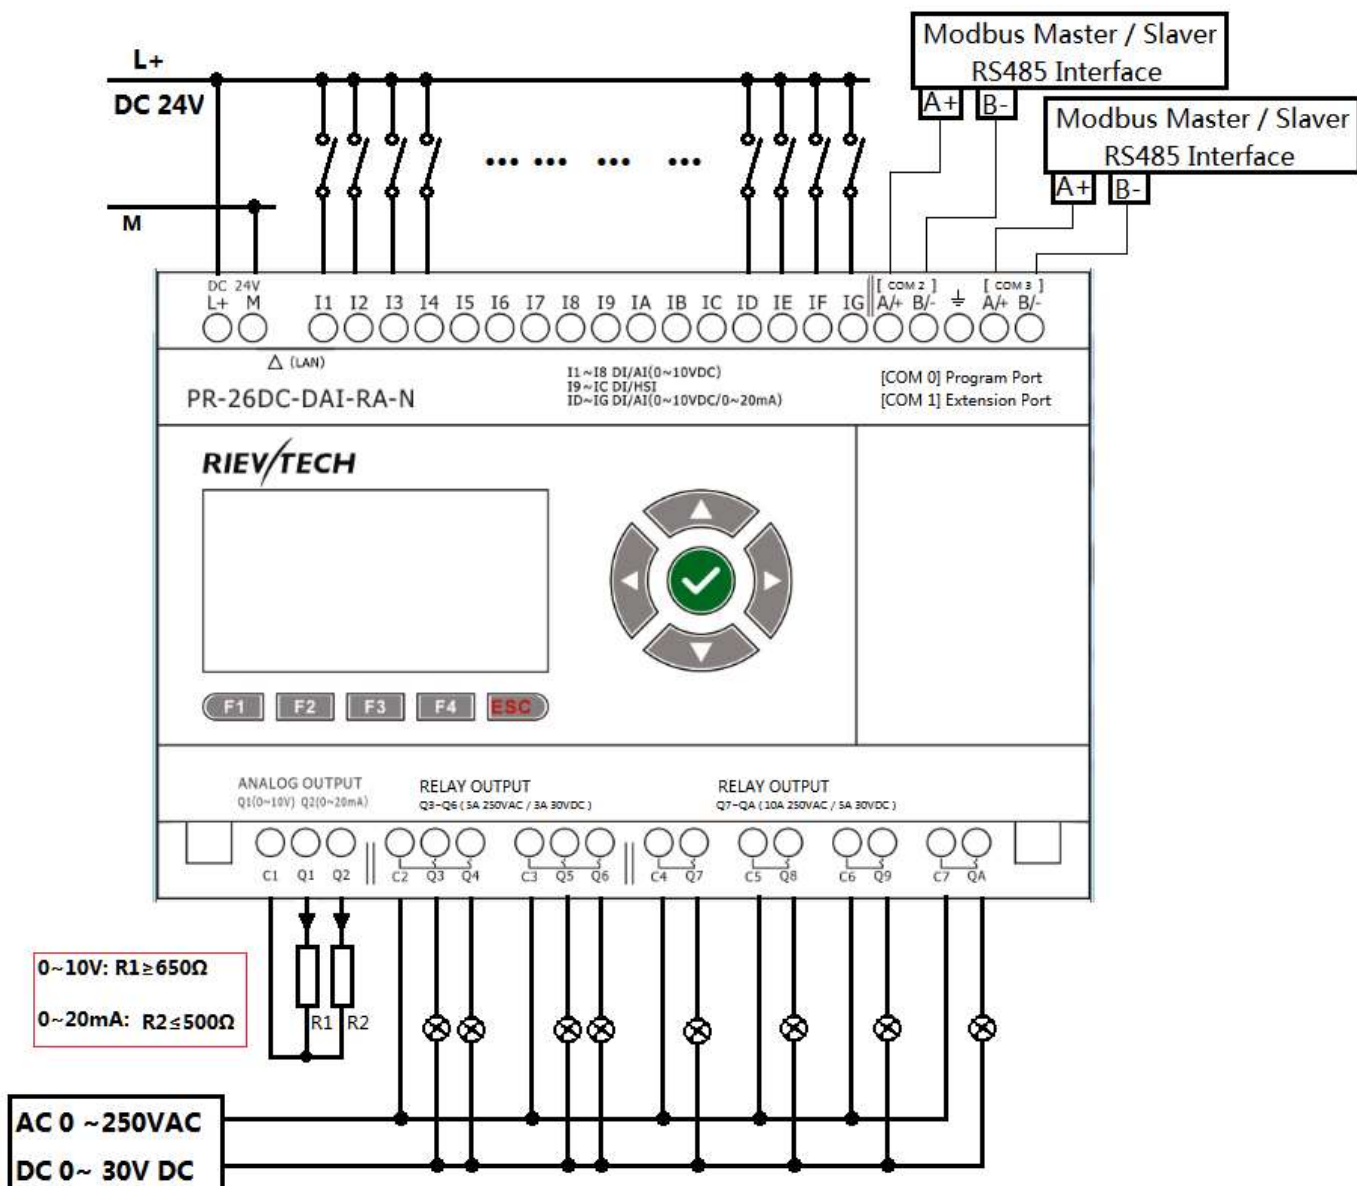 L+
DC 24V
M
Modbus Master / Slaver
RS485 Interface
A+ B-
Modbus Master / Slaver
RS485 Interface
A+ B-
DC 24V
L+ M I1 I2 I3 I4 I5 I6 I7 I8 I9 IA IB IC ID IE IF IG
[ COM 2 ] [ COM 3 ]
A/+ B/- A/+ B/-
(LAN)
PR-26DC-DAI-RA-N
I1~I8 DI/AI(0~10VDC)
I9~IC DI/HSI
ID~IG DI/AI(0~10VDC/0~20mA)
[COM 0] Program Port
[COM 1] Extension Port
RIEVTECH
F1 F2 F3 F4 ESC
ANALOG OUTPUT
Q1(0~10V) Q2(0~20mA)
RELAY OUTPUT
Q3~Q6 ( 5A 250VAC / 3A 30VDC )
RELAY OUTPUT
Q7~QA ( 10A 250VAC / 5A 30VDC )
C1 Q1 Q2 C2 Q3 Q4 C3 Q5 Q6 C4 Q7 C5 Q8 C6 Q9 C7 QA
0~10V: R1≥650Ω
0~20mA: R2≤500Ω
R1 R2
AC 0 ~250VAC
DC 0~ 30V DC